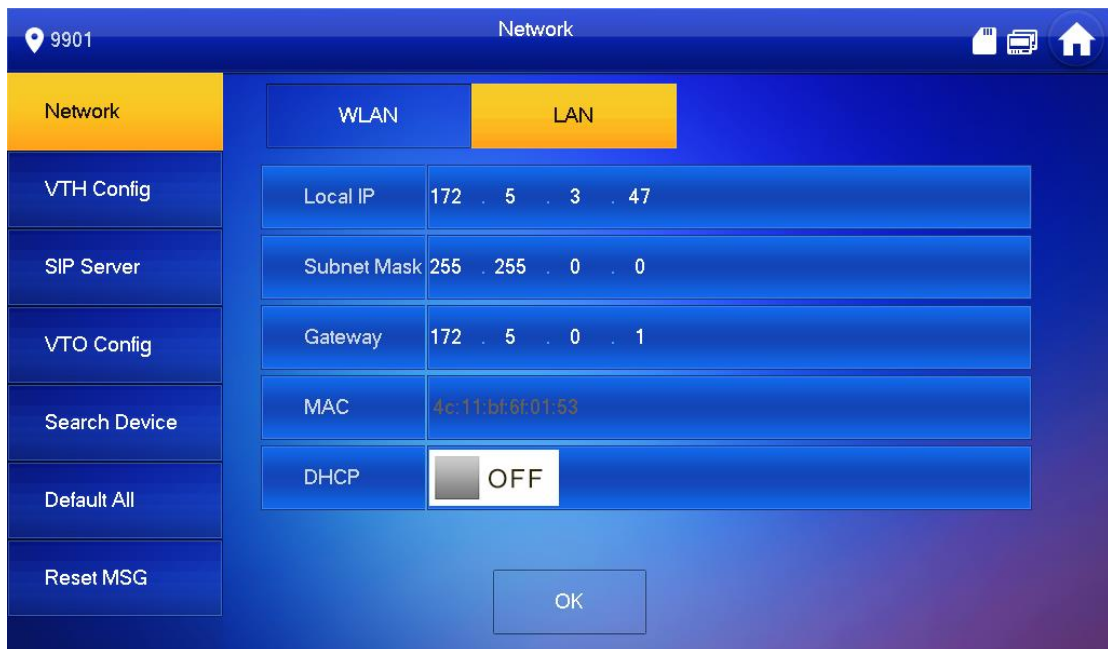 9901
Network
Network
WLAN
LAN
VTH Config
Local IP 172 . 5 . 3 . 47
SIP Server
Subnet Mask 255 . 255 . 0 . 0
VTO Config
Gateway 172 . 5 . 0 . 1
Search Device
MAC 4c:11:bf:6f:01:53
Default All
DHCP OFF
Reset MSG
OK